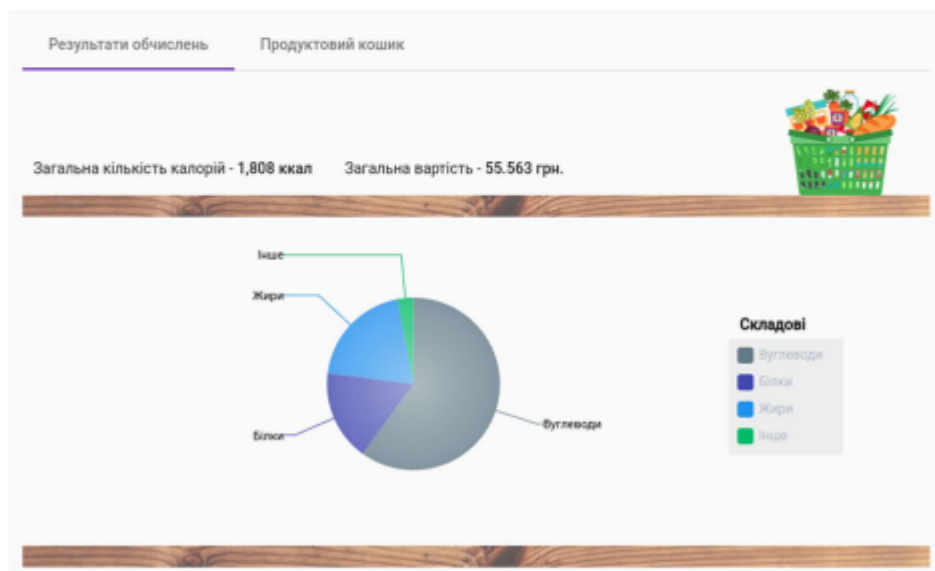 Результати обчислень Продуктовий кошик
Загальна кількість калорій - 1,808 ккал Загальна вартість - 55.563 грн.
Інше
Жири
Білки
Вуглеводи
Складові
Вуглеводи
Білки
Жири
Інше